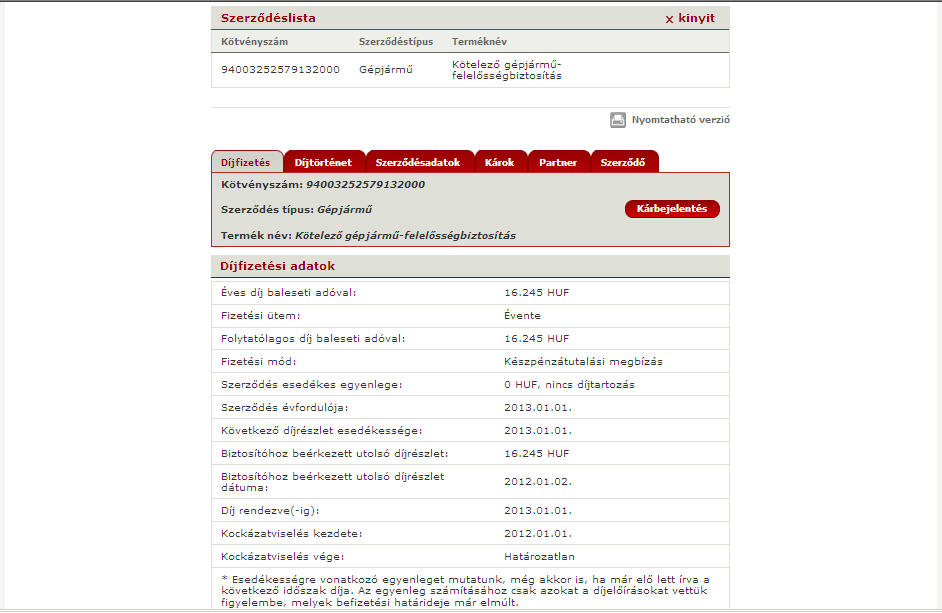 Szerződéslista
x kinyit
Kötvényszám Szerződéstípus Terméknév
94003252579132000 Gépjármű Kötelező gépjármű-
felelősségbiztosítás
Nyomtatható verzió
Díjfizetés Díjtörténet Szerződésadatok Károk Partner Szerződő
Kötvényszám: 94003252579132000
Szerződés típus: Gépjármű
Kárbejelentés
Termék név: Kötelező gépjármű-felelősségbiztosítás
Díjfizetési adatok
Éves díj baleseti adóval: 16.245 HUF
Fizetési ütem: Évente
Folytatólagos díj baleseti adóval: 16.245 HUF
Fizetési mód: Készpénzátutalási megbízás
Szerződés esedékes egyenlege: 0 HUF, nincs díjtartozás
Szerződés évfordulója: 2013.01.01.
Következő díjrészlet esedékessége: 2013.01.01.
Biztosítóhoz beérkezett utolsó díjrészlet: 16.245 HUF
Biztosítóhoz beérkezett utolsó díjrészlet
dátuma: 2012.01.02.
Díj rendezve(-ig): 2013.01.01.
Kockázatviselés kezdete: 2012.01.01.
Kockázatviselés vége: Határozatlan
* Esedékességre vonatkozó egyenleget mutatunk, még akkor is, ha már elő lett írva a
következő időszak díja. Az egyenleg számításához csak azokat a díjelőírásokat vettük
figyelembe, melyek befizetési határideje már elmúlt.